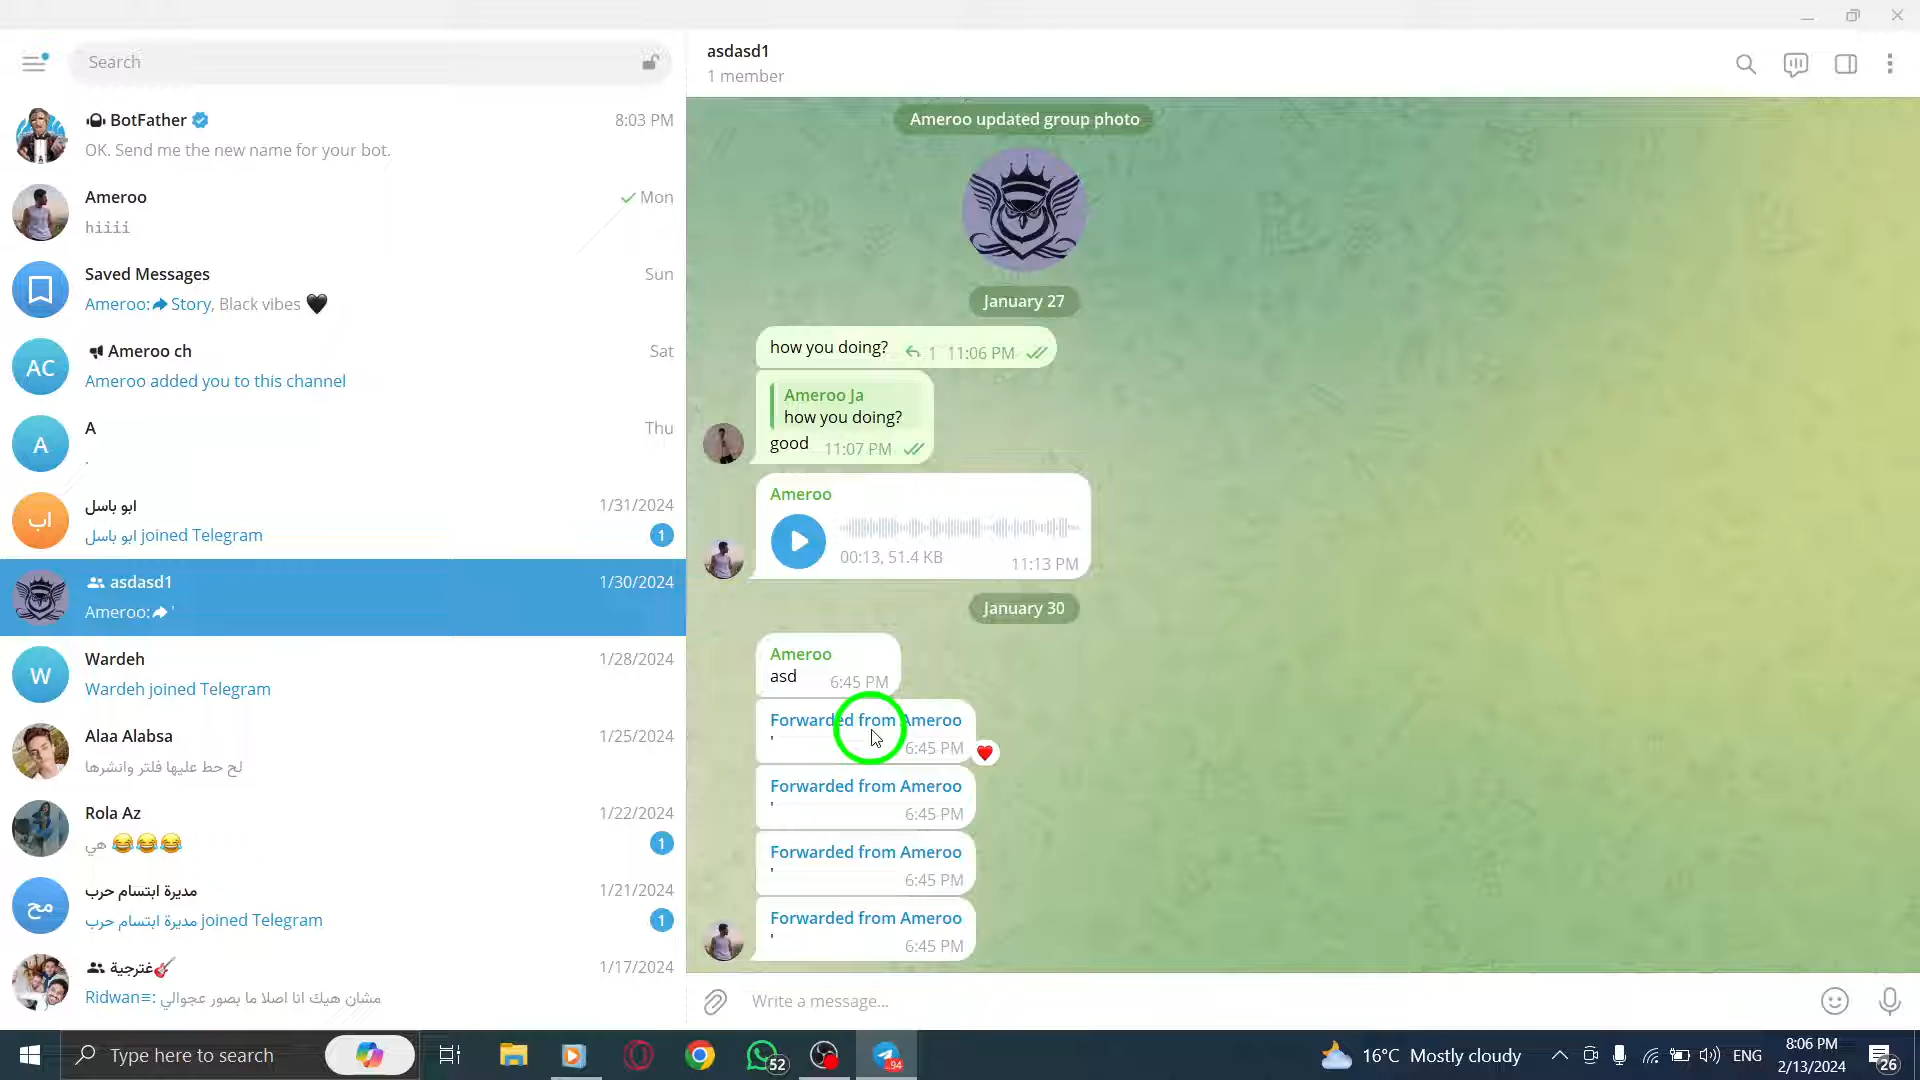 Search
BotFather
8:03 PM
OK. Send me the new name for your bot.
Ameroo
Mon
hiiii
Saved Messages
Sun
Ameroo: Story, Black vibes 🖤
AC
Ameroo ch
Sat
Ameroo added you to this channel
A
A
Thu
.
اب
ابو باسل
1/31/2024
ابو باسل joined Telegram
1
asdasd1
1/30/2024
Ameroo: '
W
Wardeh
1/28/2024
Wardeh joined Telegram
Alaa Alabsa
1/25/2024
لح حط عليها فلتر وانشرها
Rola Az
1/22/2024
هي 😂😂😂
1
مح
مديرة ابتسام حرب
1/21/2024
مديرة ابتسام حرب joined Telegram
1
غترجية🎸
1/17/2024
Ridwan≡: مشان هيك انا اصلا ما بصور عجوالي
asdasd1
1 member
Ameroo updated group photo
January 27
how you doing? 1 11:06 PM
Ameroo Ja
how you doing?
good 11:07 PM
Ameroo
00:13, 51.4 KB
11:13 PM
January 30
Ameroo
asd 6:45 PM
Forwarded from Ameroo
' 6:45 PM ❤️
Forwarded from Ameroo
' 6:45 PM
Forwarded from Ameroo
' 6:45 PM
Forwarded from Ameroo
' 6:45 PM
Write a message...
Type here to search
52
94
16°C Mostly cloudy
ENG
8:06 PM
2/13/2024
26